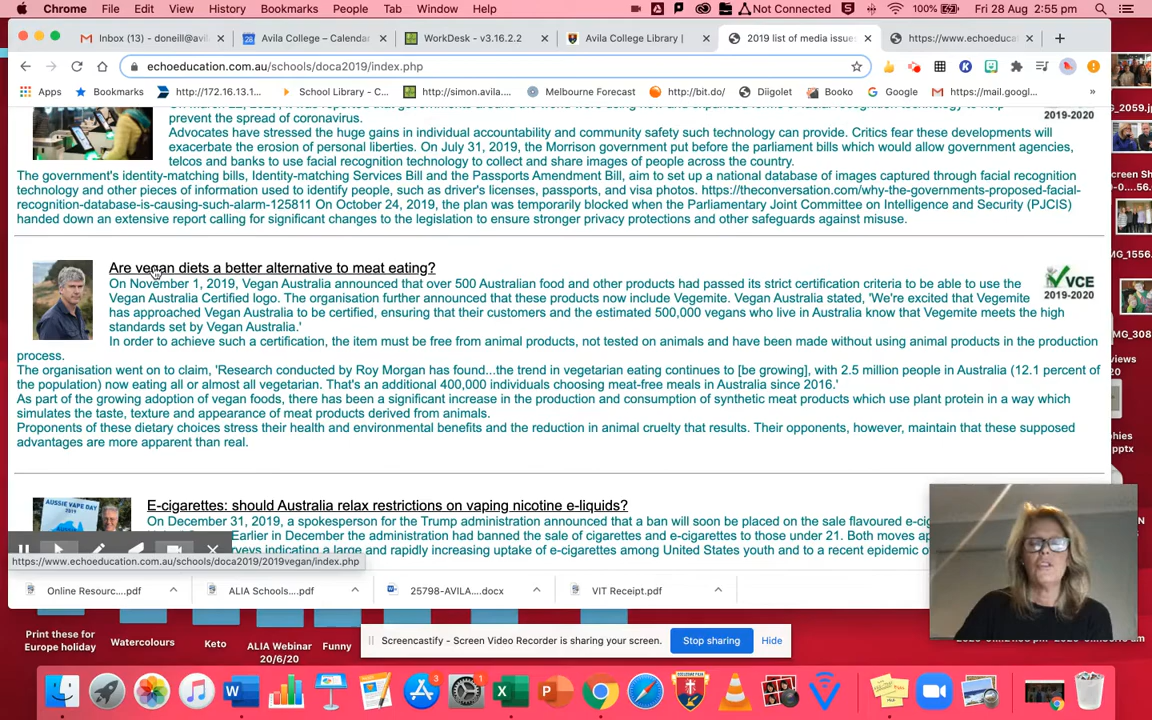 Chrome File Edit View History Bookmarks People Tab Window Help Not Connected 100% Fri 28 Aug 2:55 pm
Inbox (13) - doneill@avil
Avila College – Calendar
WorkDesk - v3.16.2.2
Avila College Library |
2019 list of media issues
https://www.echoeduca
echoeducation.com.au/schools/doca2019/index.php
Apps Bookmarks http://172.16.13.1... School Library - C... http://simon.avila... Melbourne Forecast http://bit.do/ Diigolet Booko Google https://mail.googl... »
prevent the spread of coronavirus.
2019-2020
Advocates have stressed the huge gains in individual accountability and community safety such technology can provide. Critics fear these developments will
exacerbate the erosion of personal liberties. On July 31, 2019, the Morrison government put before the parliament bills which would allow government agencies,
telcos and banks to use facial recognition technology to collect and share images of people across the country.
The government's identity-matching bills, Identity-matching Services Bill and the Passports Amendment Bill, aim to set up a national database of images captured through facial recognition
technology and other pieces of information used to identify people, such as driver's licenses, passports, and visa photos. https://theconversation.com/why-the-governments-proposed-facial-
recognition-database-is-causing-such-alarm-125811 On October 24, 2019, the plan was temporarily blocked when the Parliamentary Joint Committee on Intelligence and Security (PJCIS)
handed down an extensive report calling for significant changes to the legislation to ensure stronger privacy protections and other safeguards against misuse.
Are vegan diets a better alternative to meat eating?
On November 1, 2019, Vegan Australia announced that over 500 Australian food and other products had passed its strict certification criteria to be able to use the
Vegan Australia Certified logo. The organisation further announced that these products now include Vegemite. Vegan Australia stated, 'We're excited that Vegemite
has approached Vegan Australia to be certified, ensuring that their customers and the estimated 500,000 vegans who live in Australia know that Vegemite meets the high
standards set by Vegan Australia.'
VCE
2019-2020
In order to achieve such a certification, the item must be free from animal products, not tested on animals and have been made without using animal products in the production
process.
The organisation went on to claim, 'Research conducted by Roy Morgan has found...the trend in vegetarian eating continues to [be growing], with 2.5 million people in Australia (12.1 percent of
the population) now eating all or almost all vegetarian. That's an additional 400,000 individuals choosing meat-free meals in Australia since 2016.'
As part of the growing adoption of vegan foods, there has been a significant increase in the production and consumption of synthetic meat products which use plant protein in a way which
simulates the taste, texture and appearance of meat products derived from animals.
Proponents of these dietary choices stress their health and environmental benefits and the reduction in animal cruelty that results. Their opponents, however, maintain that these supposed
advantages are more apparent than real.
E-cigarettes: should Australia relax restrictions on vaping nicotine e-liquids?
AUSSIE VAPE DAY
2019
On December 31, 2019, a spokesperson for the Trump administration announced that a ban will soon be placed on the sale flavoured e-cig
Earlier in December the administration had banned the sale of cigarettes and e-cigarettes to those under 21. Both moves
rveys indicating a large and rapidly increasing uptake of e-cigarettes among United States youth and to a recent epidemic o
https://www.echoeducation.com.au/schools/doca2019/2019vegan/index.php
Online Resourc....pdf
ALIA Schools....pdf
25798-AVILA....docx
VIT Receipt.pdf
Screencastify - Screen Video Recorder is sharing your screen. Stop sharing Hide
Print these for
Europe holiday
Watercolours
Keto
ALIA Webinar
20/6/20
Funny
_2059.jpg
Screen Sh
MG_1556.
MG_308
views
2019
phies
pptx